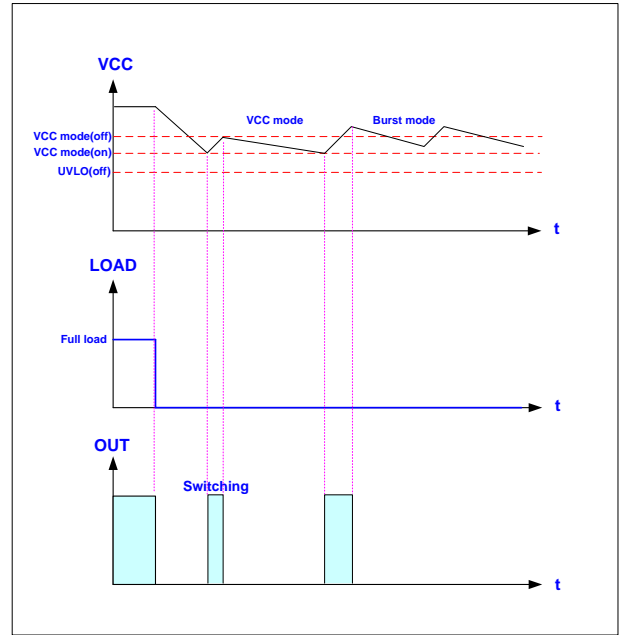 VCC
VCC mode
Burst mode
VCC mode(off)
VCC mode(on)
UVLO(off)
t
LOAD
Full load
t
OUT
Switching
t